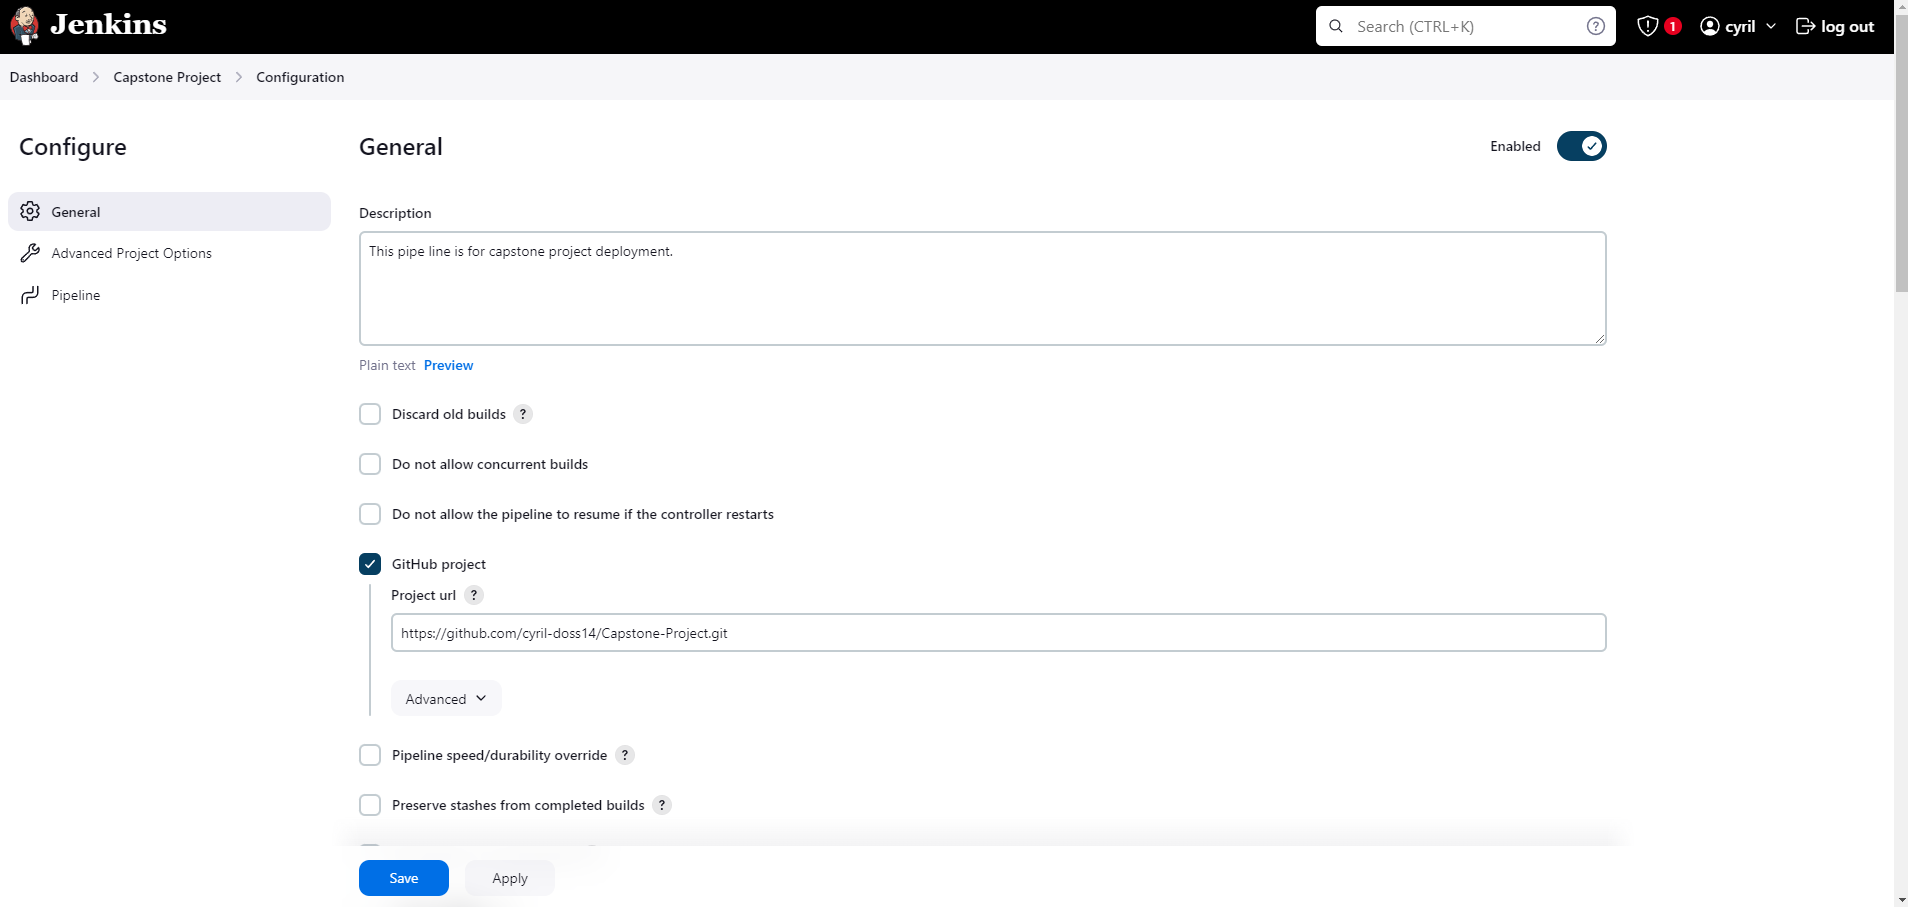 Jenkins
Search (CTRL+K)
?
1
cyril
log out
Dashboard
Capstone Project
Configuration
Configure
General
Advanced Project Options
Pipeline
General
Enabled
Description
This pipe line is for capstone project deployment.
Plain text Preview
Discard old builds ?
Do not allow concurrent builds
Do not allow the pipeline to resume if the controller restarts
GitHub project
Project url ?
https://github.com/cyril-doss14/Capstone-Project.git
Advanced
Pipeline speed/durability override ?
Preserve stashes from completed builds ?
Save
Apply